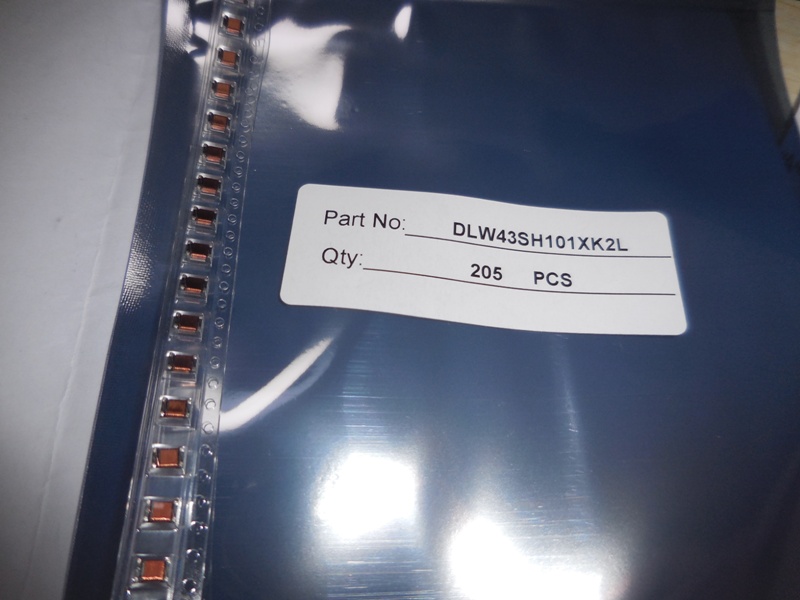 Part No: DLW43SH101XK2L
Qty: 205 PCS